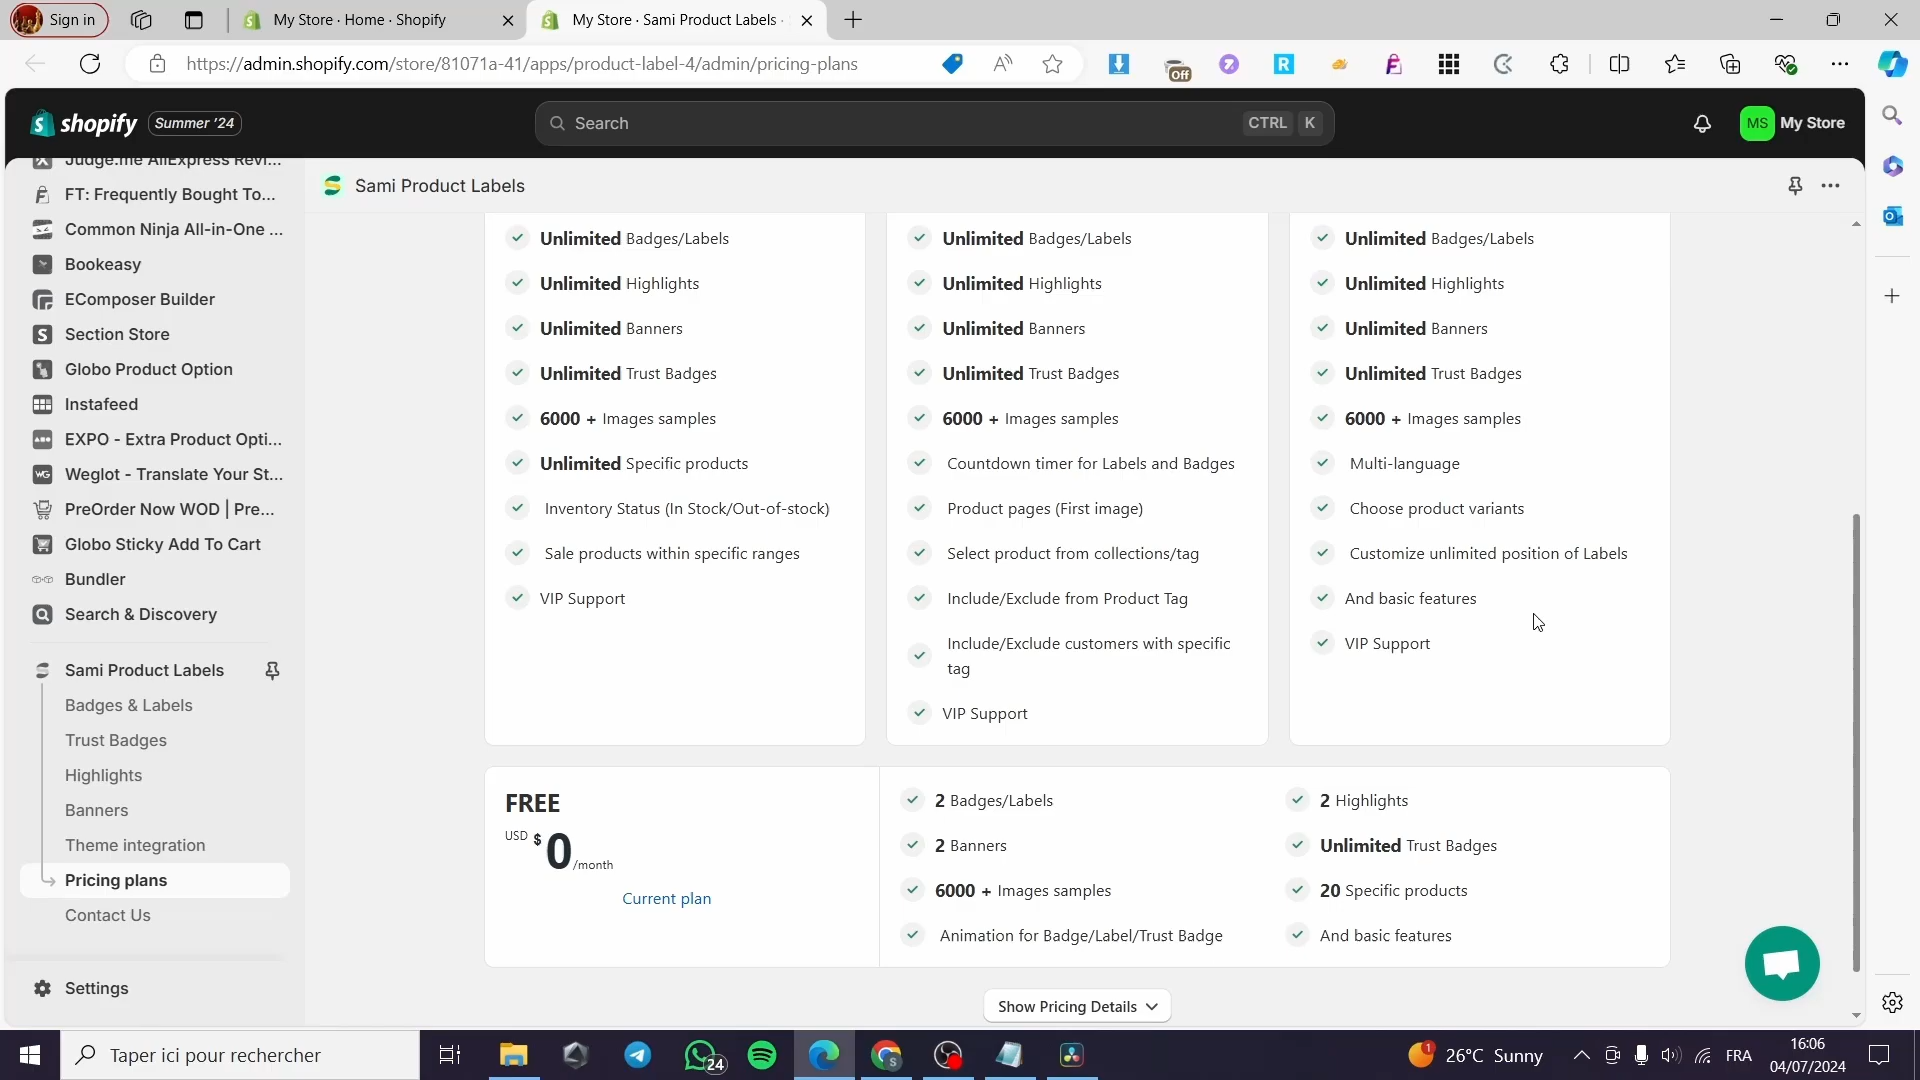 Sign in
My Store · Home · Shopify
My Store · Sami Product Labels ·
https://admin.shopify.com/store/81071a-41/apps/product-label-4/admin/pricing-plans
Off
shopify
Summer '24
Search
CTRL K
MS My Store
Judge.me AliExpress Revi...
FT: Frequently Bought To...
Common Ninja All-in-One ...
Bookeasy
EComposer Builder
Section Store
Globo Product Option
Instafeed
EXPO - Extra Product Opti...
Weglot - Translate Your St...
PreOrder Now WOD | Pre...
Globo Sticky Add To Cart
Bundler
Search & Discovery
Sami Product Labels
Badges & Labels
Trust Badges
Highlights
Banners
Theme integration
Pricing plans
Contact Us
Settings
Sami Product Labels
Unlimited Badges/Labels
Unlimited Highlights
Unlimited Banners
Unlimited Trust Badges
6000 + Images samples
Unlimited Specific products
Inventory Status (In Stock/Out-of-stock)
Sale products within specific ranges
VIP Support
Unlimited Badges/Labels
Unlimited Highlights
Unlimited Banners
Unlimited Trust Badges
6000 + Images samples
Countdown timer for Labels and Badges
Product pages (First image)
Select product from collections/tag
Include/Exclude from Product Tag
Include/Exclude customers with specific
tag
VIP Support
Unlimited Badges/Labels
Unlimited Highlights
Unlimited Banners
Unlimited Trust Badges
6000 + Images samples
Multi-language
Choose product variants
Customize unlimited position of Labels
And basic features
VIP Support
FREE
USD $ 0 /month
Current plan
2 Badges/Labels
2 Banners
6000 + Images samples
Animation for Badge/Label/Trust Badge
2 Highlights
Unlimited Trust Badges
20 Specific products
And basic features
Show Pricing Details
Taper ici pour rechercher
24
1
26°C Sunny
FRA
16:06
04/07/2024